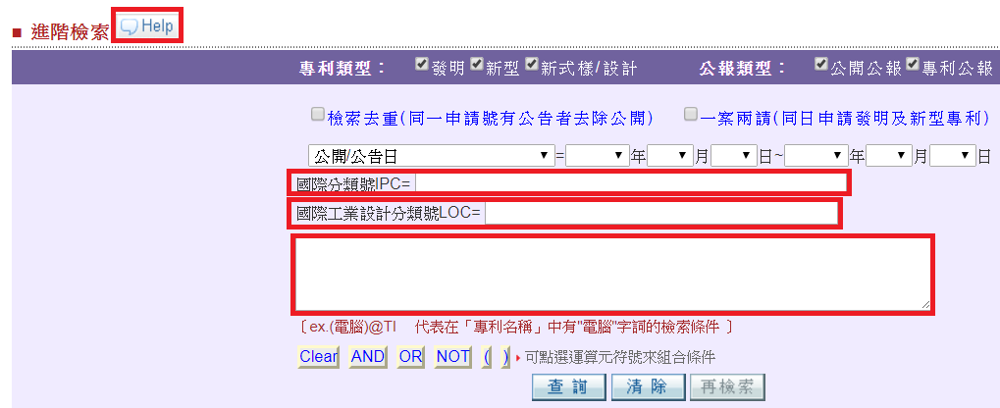 ■ 進階檢索 Help
專利類型： 發明 新型 新式樣/設計 公報類型： 公開公報 專利公報
檢索去重(同一申請號有公告者去除公開) 一案兩請(同日申請發明及新型專利)
公開/公告日 = 年 月 日~ 年 月 日
國際分類號IPC=
國際工業設計分類號LOC=
〔 ex.(電腦)@TI 代表在「專利名稱」中有"電腦"字詞的檢索條件 〕
Clear AND OR NOT ( ) 可點選運算元符號來組合條件
查 詢 清 除 再檢索